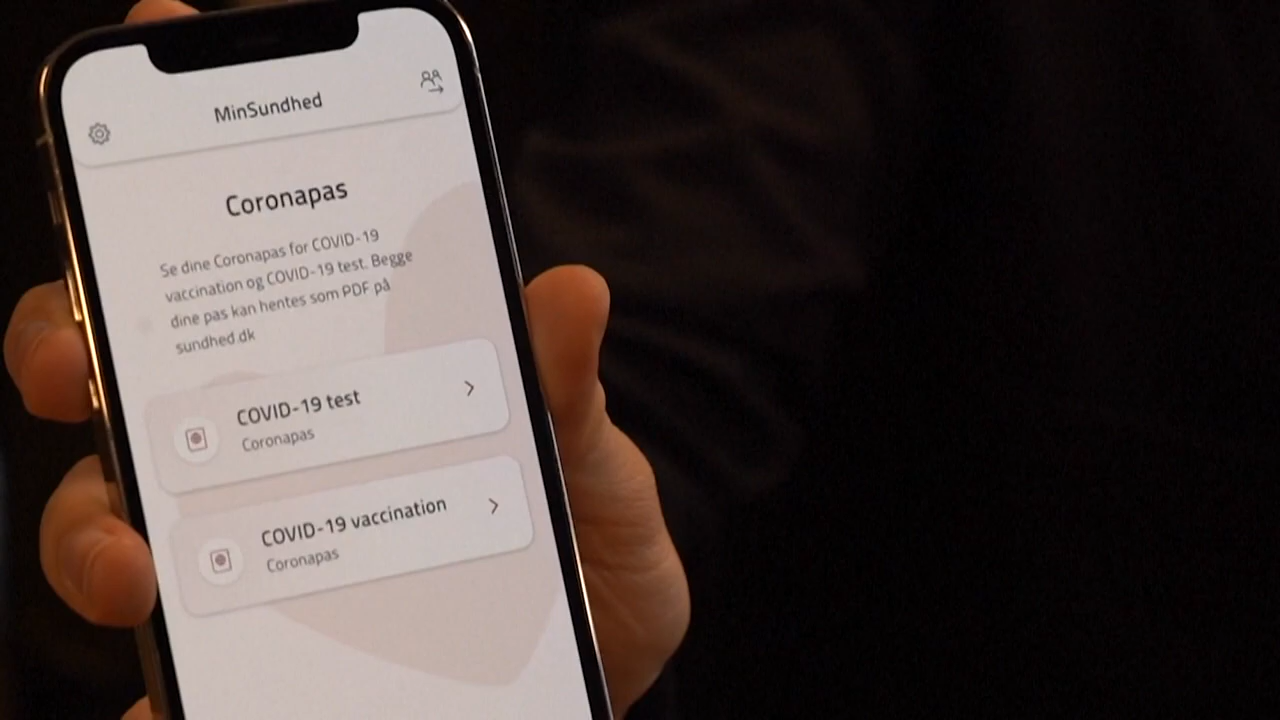 MinSundhed
Coronapas
Se dine Coronapas for COVID-19
vaccination og COVID-19 test. Begge
dine pas kan hentes som PDF på
sundhed.dk
COVID-19 test
Coronapas
COVID-19 vaccination
Coronapas